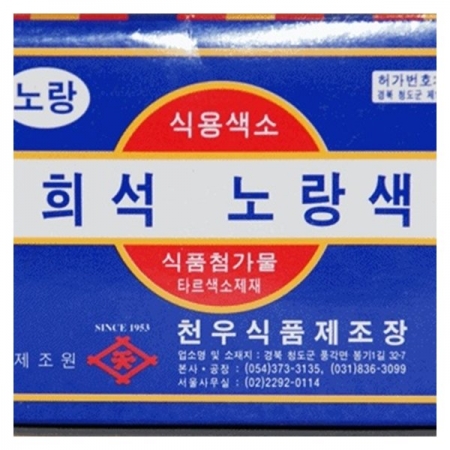 노랑
허가번호:
경북 청도군 제
식용색소
희석 노랑색
식품첨가물
타르색소제재
SINCE 1953
제조원
天
천우식품제조장
업소명 및 소재지 : 경북 청도군 풍각면 봉기1길 32-7
본사·공장 : (054)373-3135, (031)836-3099
서울사무실 : (02)2292-0114